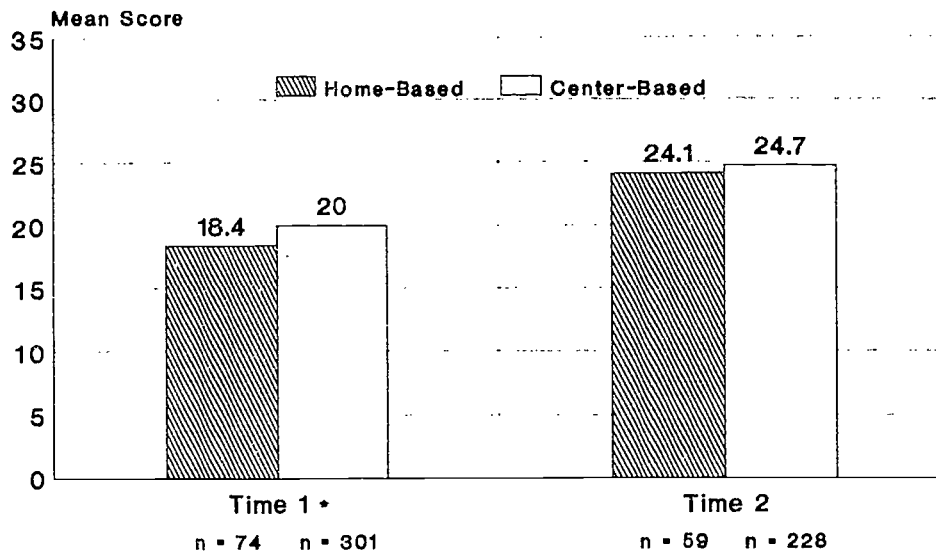 Mean Score
35
30
25
20
15
10
5
0
Home-Based Center-Based
18.4 20
24.1 24.7
Time 1 * Time 2
n = 74 n = 301 n = 59 n = 228